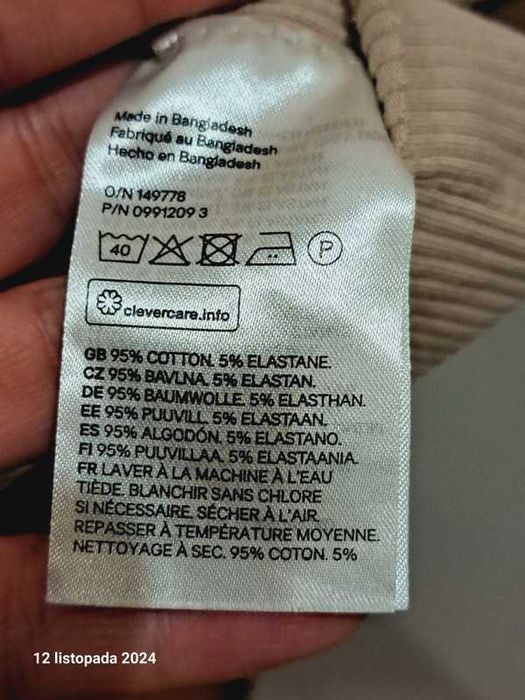 Made in Bangladesh
Fabriqué au Bangladesh
Hecho en Bangladesh
O/N 149778
P/N 0991209 3
40
P
clevercare.info
GB 95% COTTON. 5% ELASTANE.
CZ 95% BAVLNA. 5% ELASTAN.
DE 95% BAUMWOLLE. 5% ELASTHAN.
EE 95% PUUVILL. 5% ELASTAAN.
ES 95% ALGODÓN. 5% ELASTANO.
FI 95% PUUVILLAA. 5% ELASTAANIA.
FR LAVER À LA MACHINE À L'EAU
TIÈDE. BLANCHIR SANS CHLORE
SI NÉCESSAIRE. SÉCHER À L'AIR.
REPASSER À TEMPÉRATURE MOYENNE.
NETTOYAGE À SEC. 95% COTON. 5%
12 listopada 2024